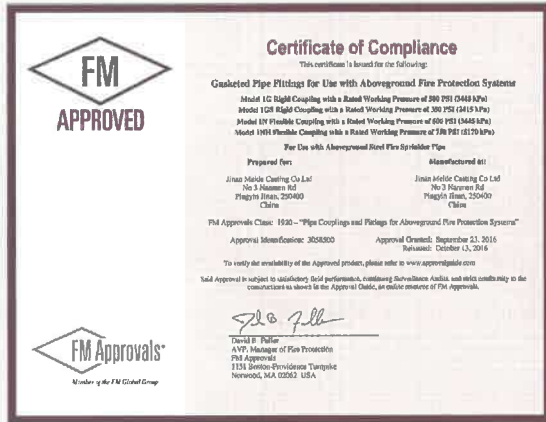 FM
APPROVED
Certificate of Compliance
This certificate is issued for the following:
Gasketed Pipe Fittings for Use with Aboveground Fire Protection Systems
Model 1G Rigid Coupling with a Rated Working Pressure of 500 PSI (3445 kPa)
Model 1GS Rigid Coupling with a Rated Working Pressure of 350 PSI (2415 kPa)
Model 1N Flexible Coupling with a Rated Working Pressure of 500 PSI (3445 kPa)
Model 1NH Flexible Coupling with a Rated Working Pressure of PSI kPa)
For Use with Aboveground Steel Fire Sprinkler Pipe
Prepared for:
Manufactured at:
Jinan Meide Casting Co Ltd
Jinan Meide Casting Co Ltd
No 3 Nanmen Rd
No 3 Nanmen Rd
Pingyin Jinan, 250400
Pingyin Jinan, 250400
China
China
FM Approvals Class: 1920 – "Pipe Couplings and Fittings for Aboveground Fire Protection Systems"
Approval Identification: 3058500
Approval Granted: September 23, 2016
Reissued: October 13, 2016
To verify the availability of the Approved product, please refer to www.approvalguide.com
Said Approval is subject to satisfactory field performance, continuing Surveillance Audits, and strict conformity to the
constructions as shown in the Approval Guide, an online resource of FM Approvals.
David B. Fuller
AVP, Manager of Fire Protection
FM Approvals
1151 Boston-Providence Turnpike
Norwood, MA 02062 USA
FM Approvals
Member of the FM Global Group